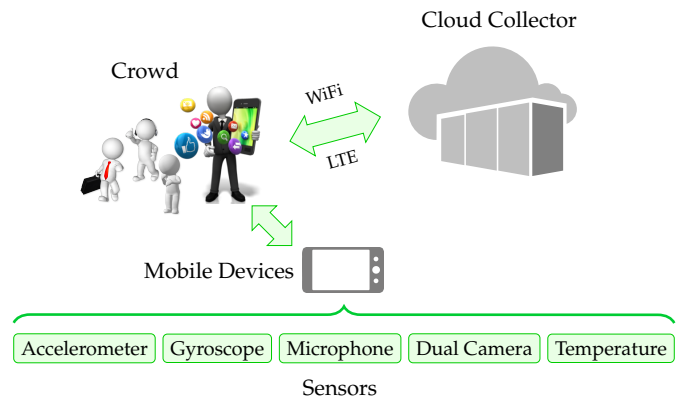 Cloud Collector
Crowd
WiFi
LTE
Mobile Devices
Accelerometer Gyroscope Microphone Dual Camera Temperature
Sensors